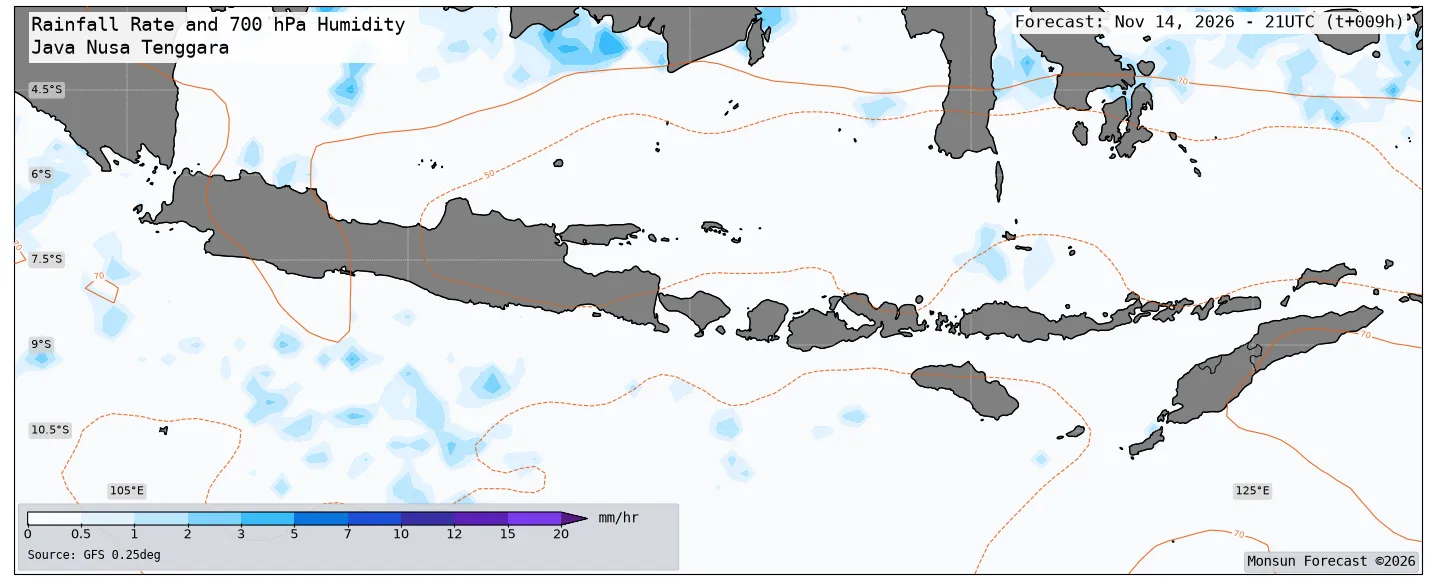 Rainfall Rate and 700 hPa Humidity
Java Nusa Tenggara
Forecast: Nov 14, 2026 - 21UTC (t+009h)
4.5°S
70
50
6°S
70
7.5°S
70
9°S
70
10.5°S
105°E
125°E
70
0 0.5 1 2 3 5 7 10 12 15 20 mm/hr
Source: GFS 0.25deg
Monsun Forecast ©2026